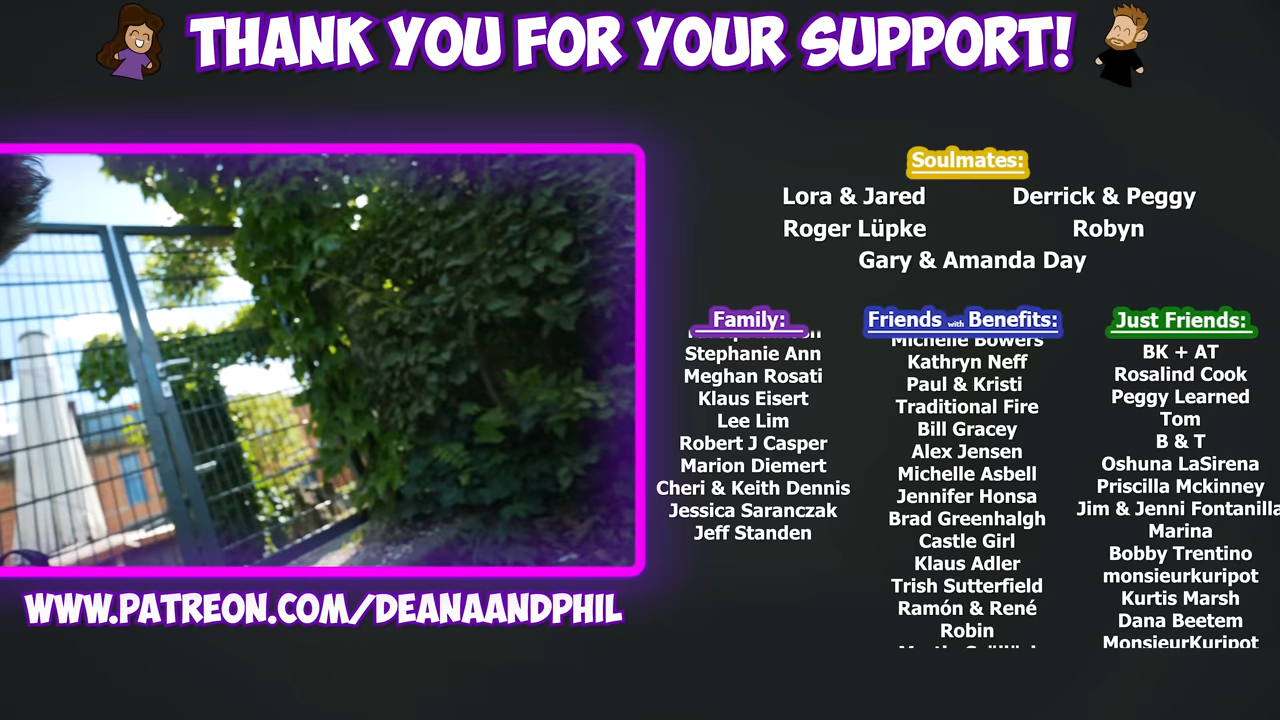 THANK YOU FOR YOUR SUPPORT!
Soulmates:
Lora & Jared
Derrick & Peggy
Roger Lüpke
Robyn
Gary & Amanda Day
Family:
Stephanie Ann
Meghan Rosati
Klaus Eisert
Lee Lim
Robert J Casper
Marion Diemert
Cheri & Keith Dennis
Jessica Saranczak
Jeff Standen
Friends with Benefits:
Michelle Bowers
Kathryn Neff
Paul & Kristi
Traditional Fire
Bill Gracey
Alex Jensen
Michelle Asbell
Jennifer Honsa
Brad Greenhalgh
Castle Girl
Klaus Adler
Trish Sutterfield
Ramón & René
Robin
Just Friends:
BK + AT
Rosalind Cook
Peggy Learned
Tom
B & T
Oshuna LaSirena
Priscilla Mckinney
Jim & Jenni Fontanilla
Marina
Bobby Trentino
monsieurkuripot
Kurtis Marsh
Dana Beetem
MonsieurKuripot
WWW.PATREON.COM/DEANAANDPHIL